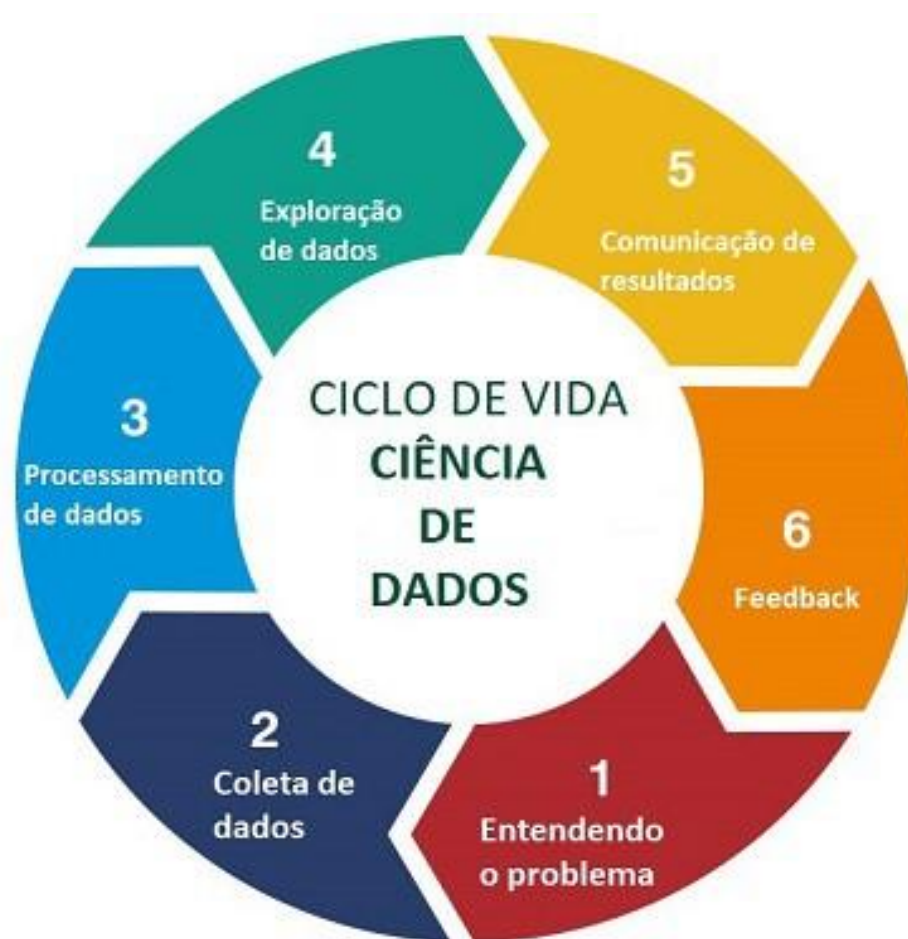 CICLO DE VIDA
CIÊNCIA
DE
DADOS
1
Entendendo
o problema
2
Coleta de
dados
3
Processamento
de dados
4
Exploração
de dados
5
Comunicação de
resultados
6
Feedback